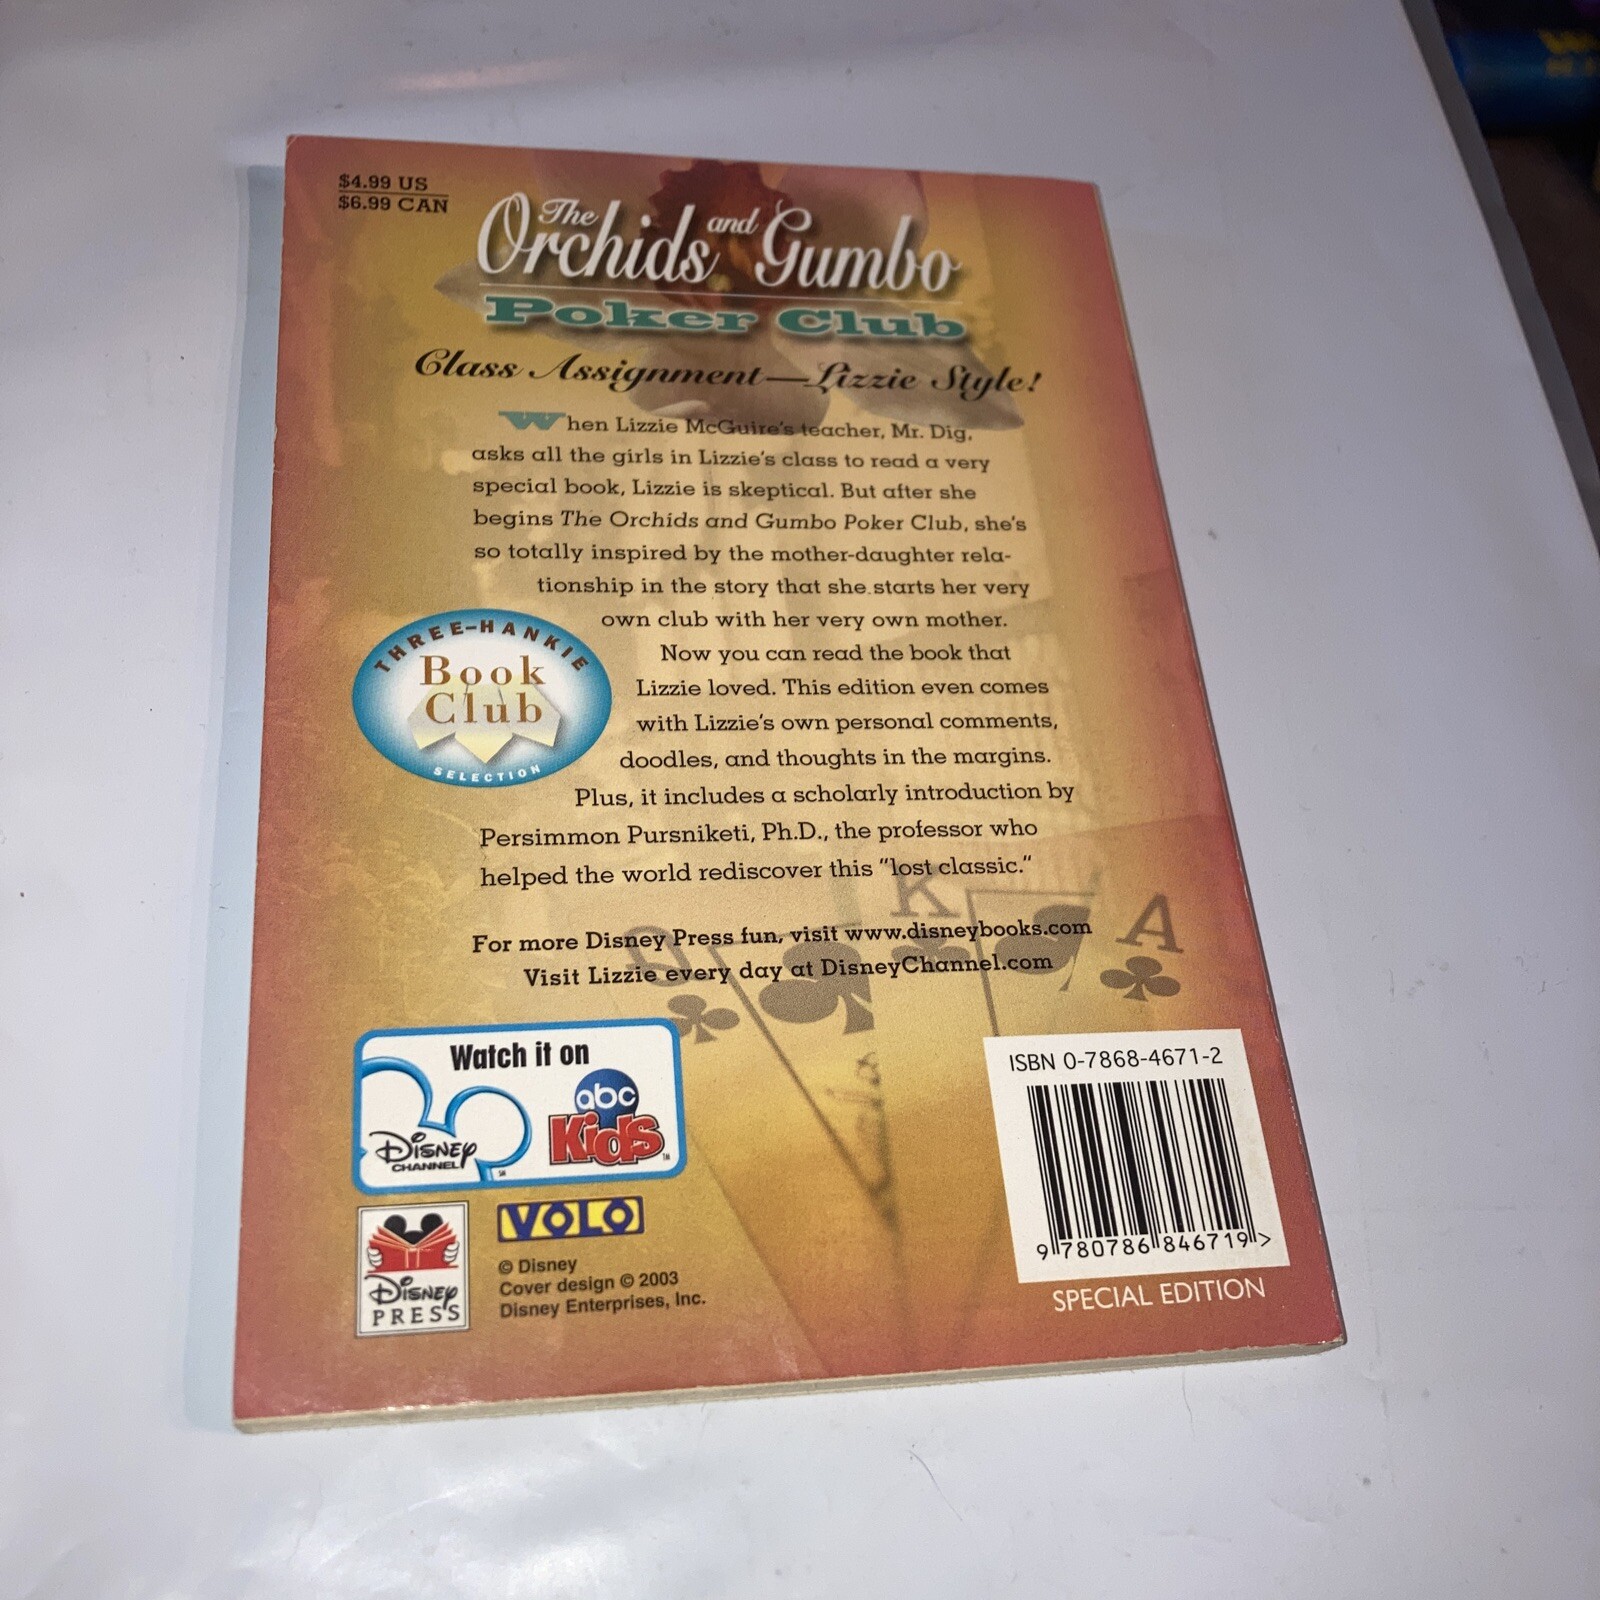 $4.99 US
$6.99 CAN
The Orchids and Gumbo
Poker Club
Class Assignment—Lizzie Style!
When Lizzie McGuire's teacher, Mr. Dig,
asks all the girls in Lizzie's class to read a very
special book, Lizzie is skeptical. But after she
begins The Orchids and Gumbo Poker Club, she's
so totally inspired by the mother-daughter rela-
tionship in the story that she starts her very
own club with her very own mother.
Now you can read the book that
Lizzie loved. This edition even comes
with Lizzie's own personal comments,
doodles, and thoughts in the margins.
Plus, it includes a scholarly introduction by
Persimmon Pursniketi, Ph.D., the professor who
helped the world rediscover this "lost classic."
THREE-HANKIE
Book
Club
SELECTION
For more Disney Press fun, visit www.disneybooks.com
Visit Lizzie every day at DisneyChannel.com
Q
K
A
Watch it on
Disney
CHANNEL
SM
abc
Kids
TM
Disney
PRESS
VOLO
© Disney
Cover design © 2003
Disney Enterprises, Inc.
ISBN 0-7868-4671-2
9 780786 846719 >
SPECIAL EDITION